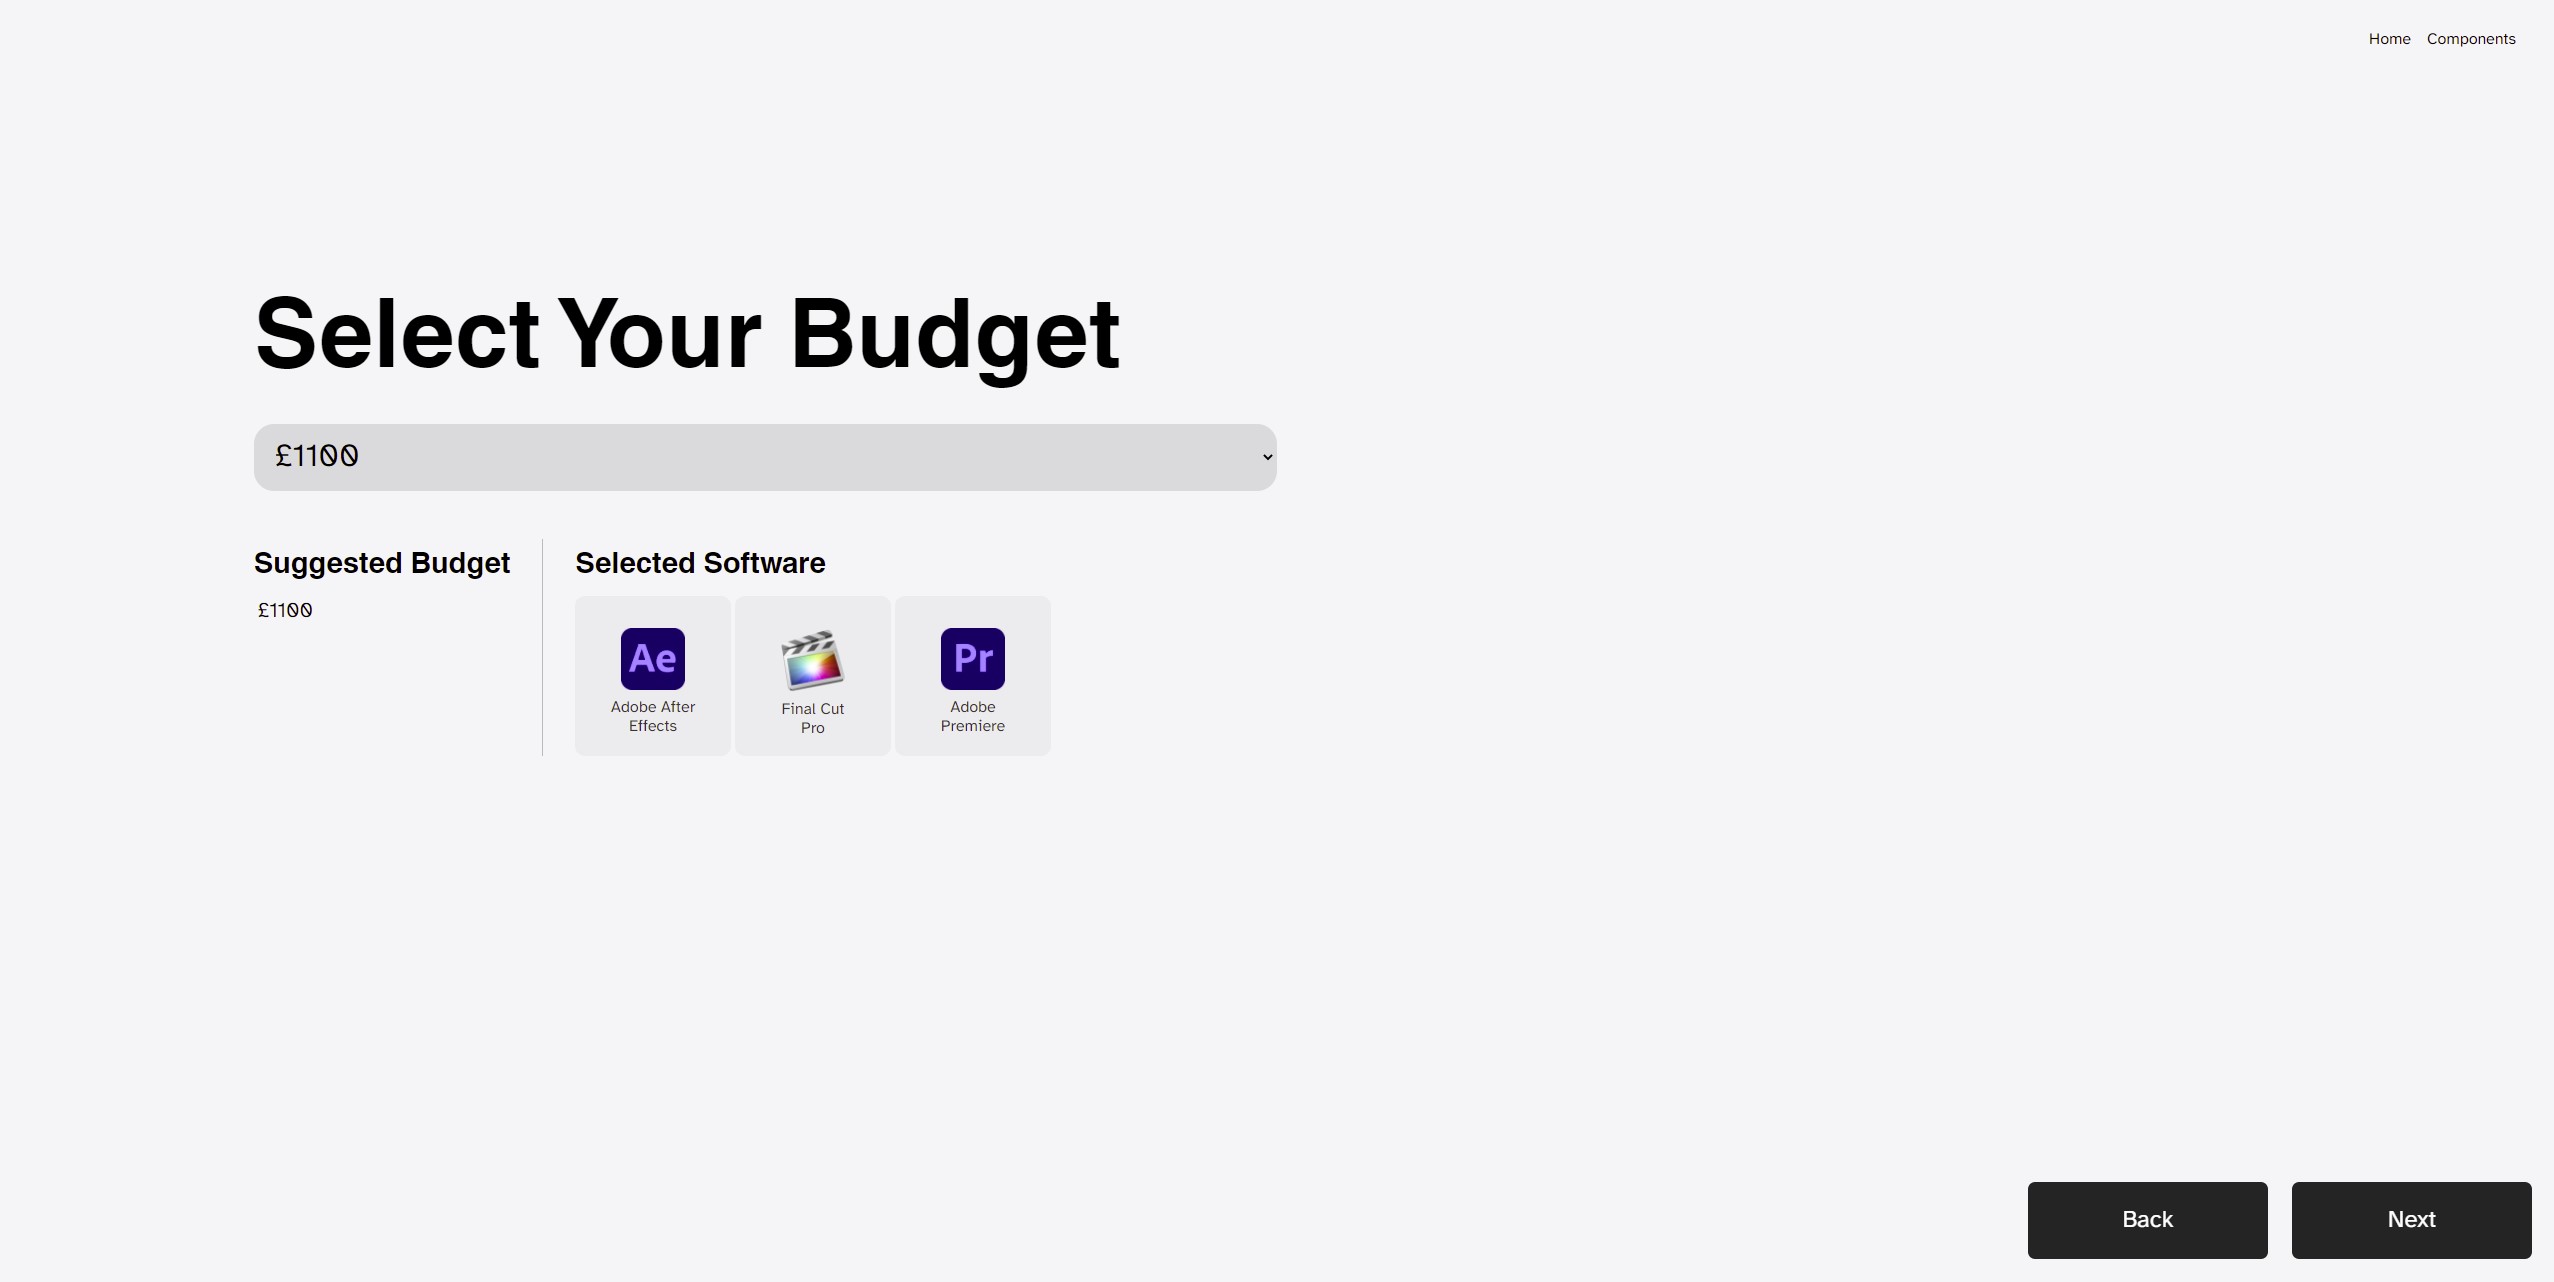 Home Components
Select Your Budget
£1100
Suggested Budget
£1100
Selected Software
Ae
Adobe After
Effects
Final Cut
Pro
Pr
Adobe
Premiere
Back
Next